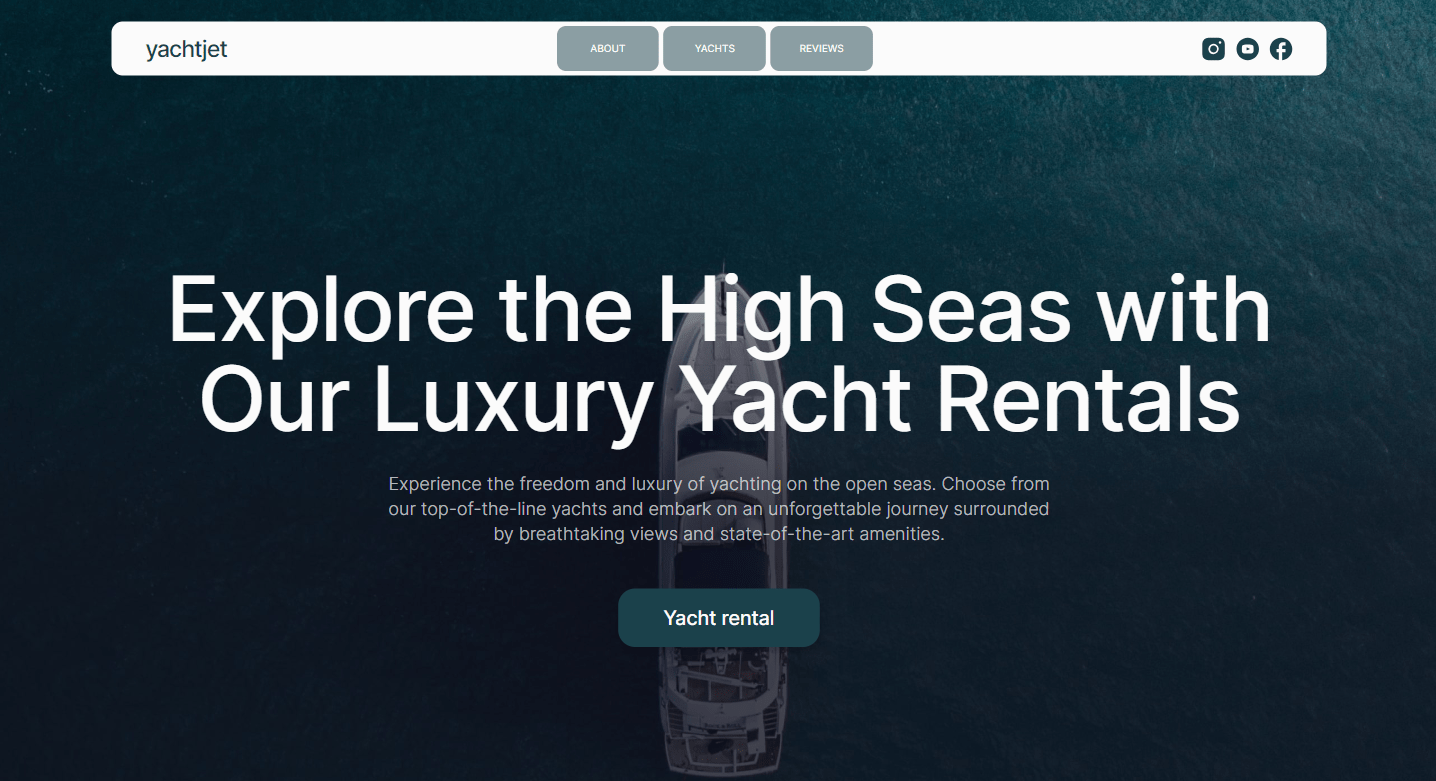 yachtjet
ABOUT
YACHTS
REVIEWS
Explore the High Seas with
Our Luxury Yacht Rentals
Experience the freedom and luxury of yachting on the open seas. Choose from
our top-of-the-line yachts and embark on an unforgettable journey surrounded
by breathtaking views and state-of-the-art amenities.
Yacht rental